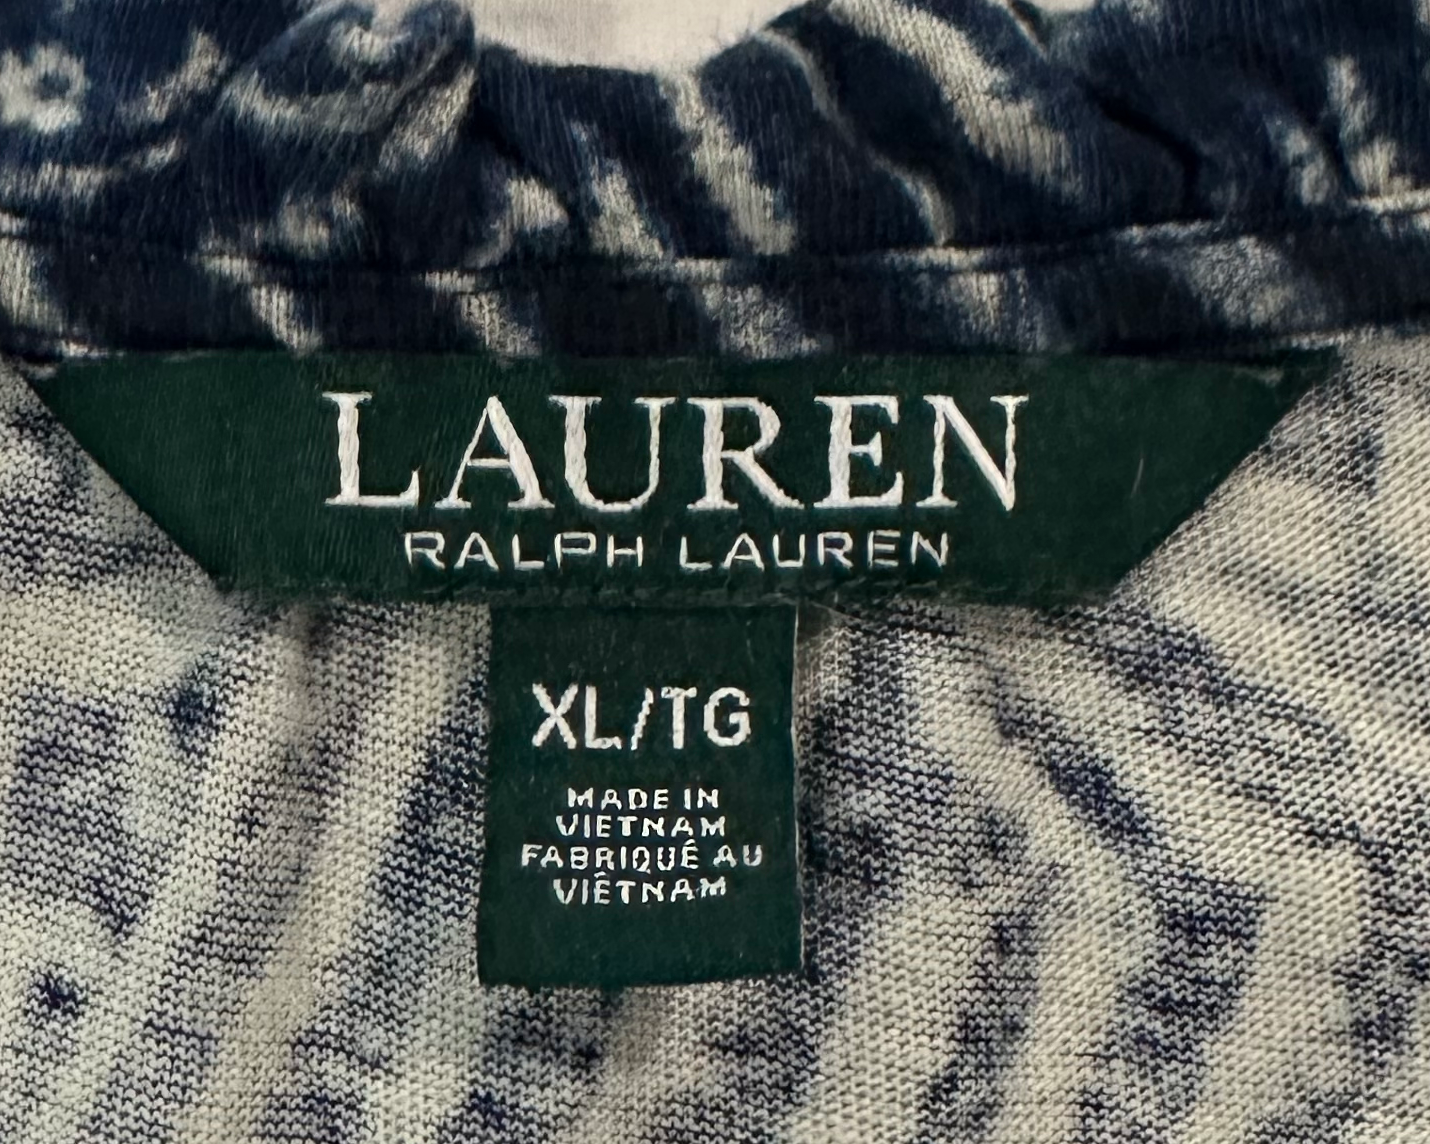 LAUREN
RALPH LAUREN
XL/TG
MADE IN
VIETNAM
FABRIQUÉ AU
VIÊTNAM